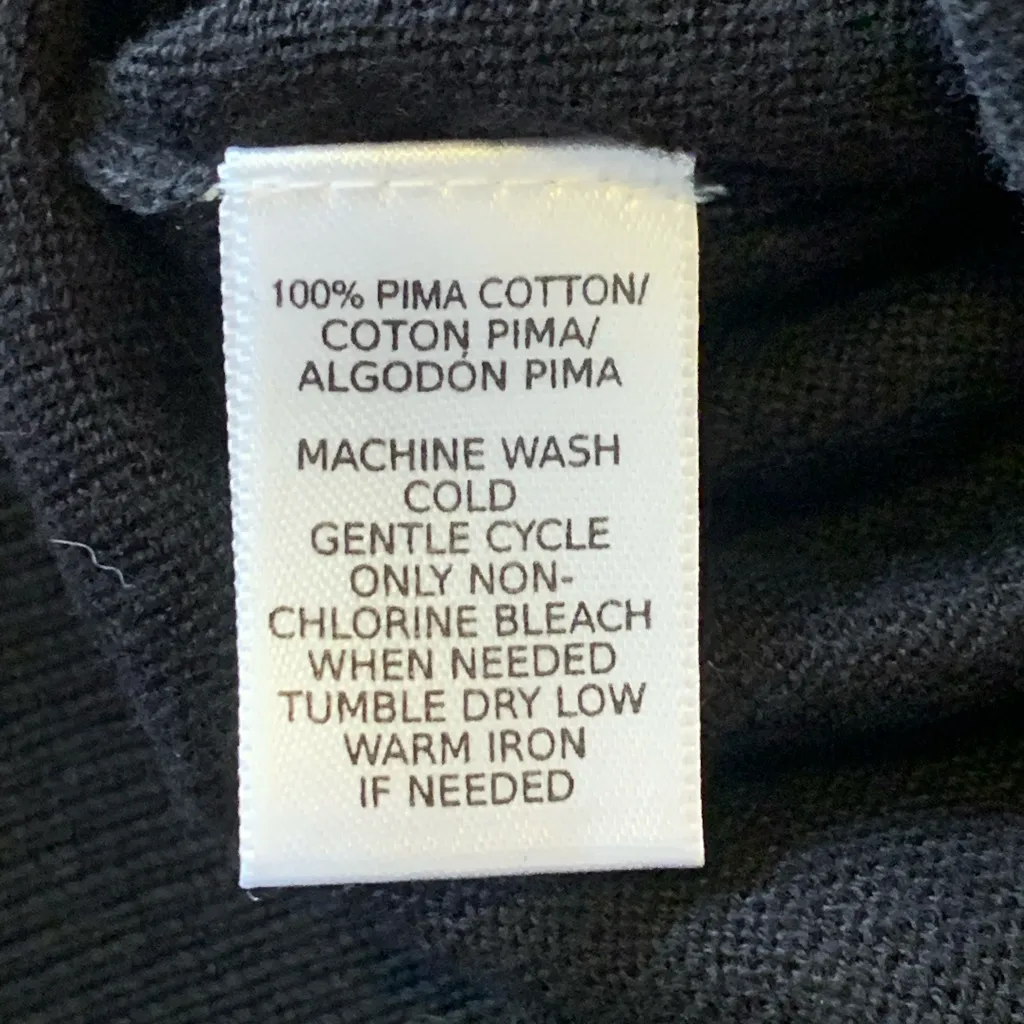 100% PIMA COTTON/
COTON PIMA/
ALGODÓN PIMA
MACHINE WASH
COLD
GENTLE CYCLE
ONLY NON-
CHLORINE BLEACH
WHEN NEEDED
TUMBLE DRY LOW
WARM IRON
IF NEEDED